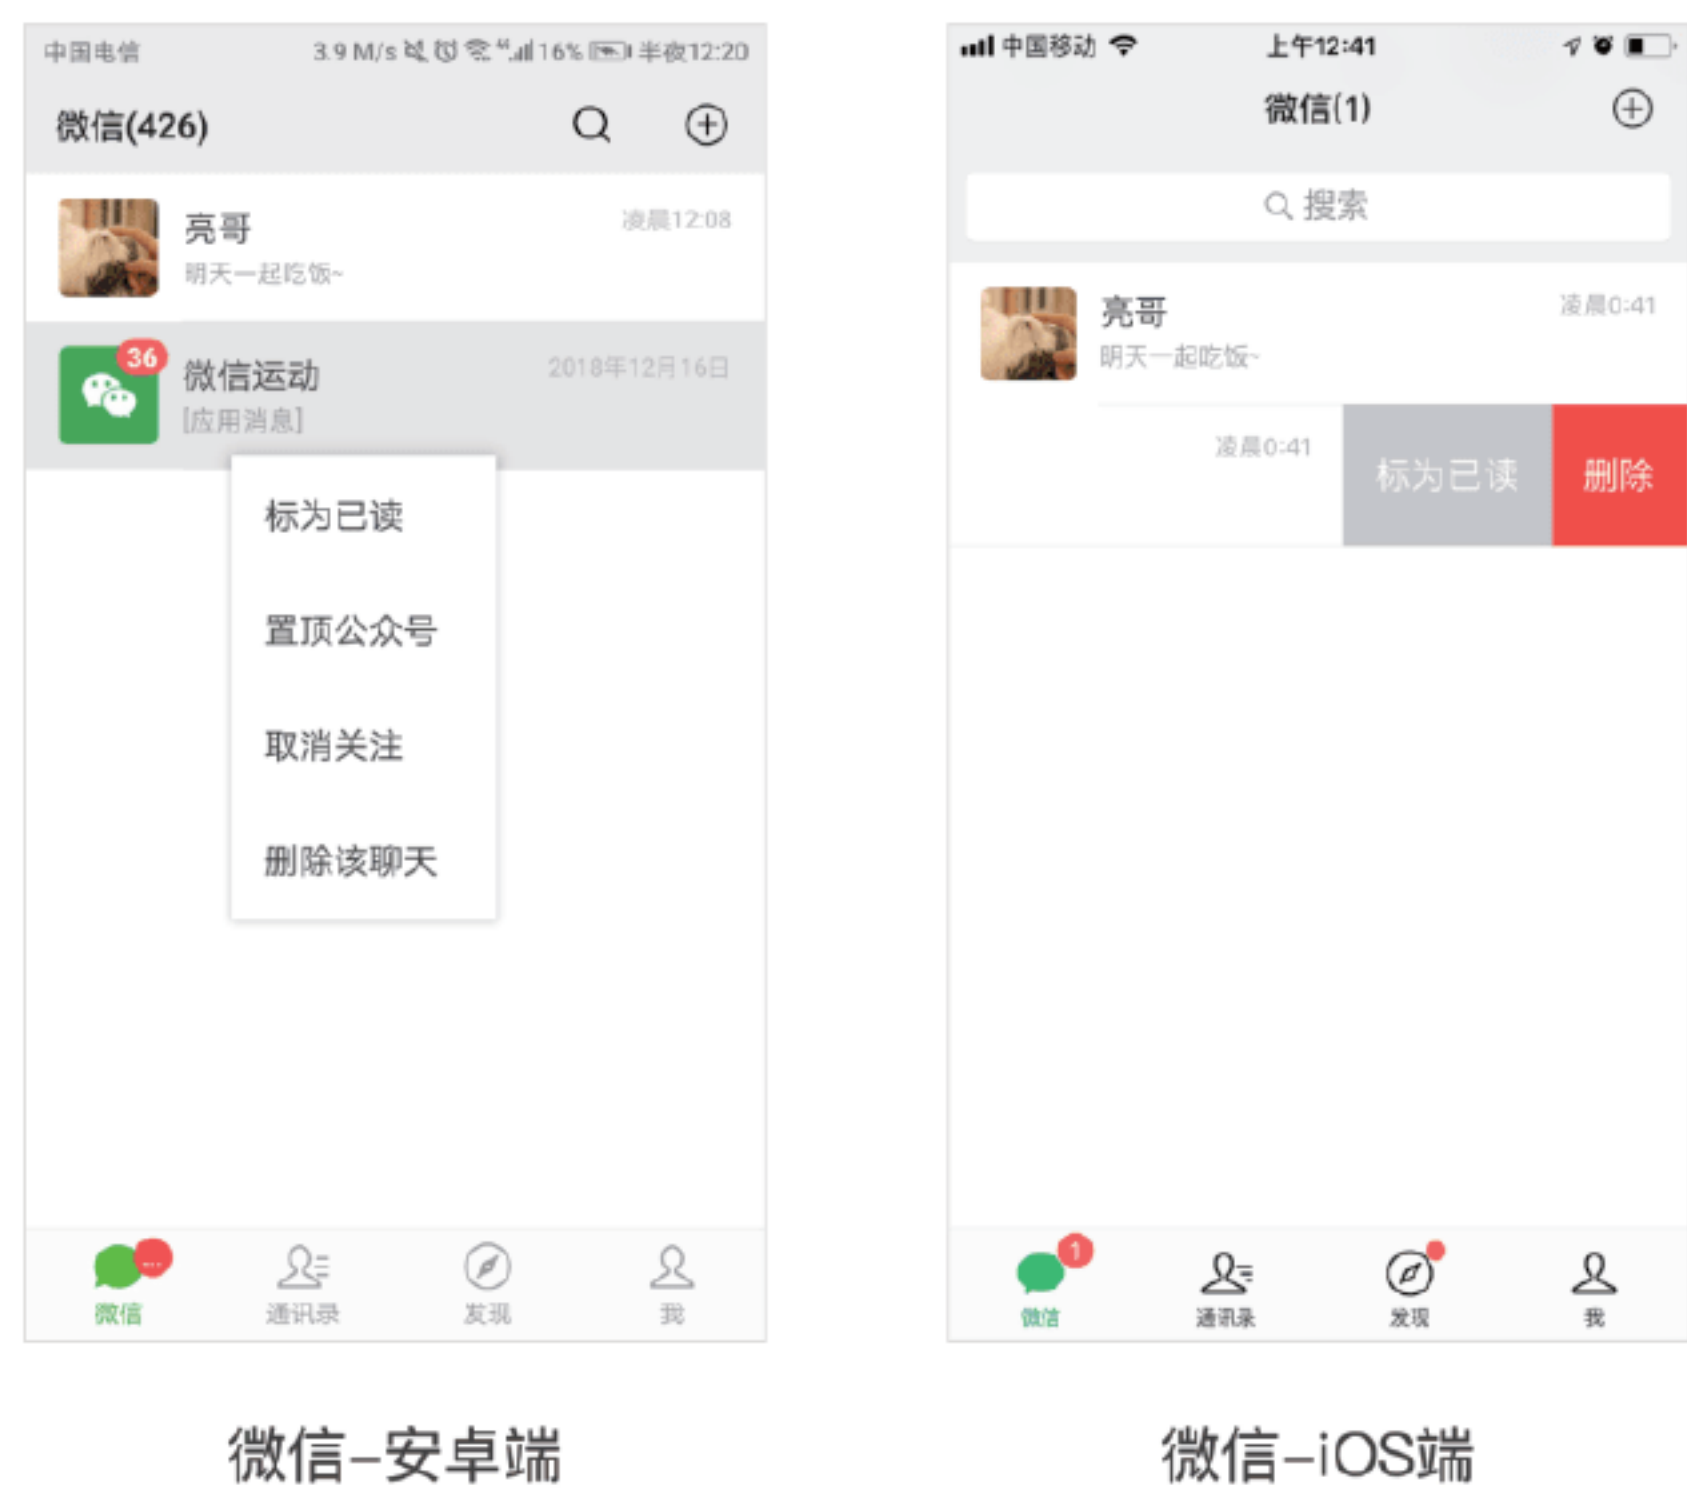 中国电信
3.9 M/s 16% 半夜12:20
微信(426)
亮哥
凌晨12:08
明天一起吃饭~
36
微信运动
2018年12月16日
[应用消息]
标为已读
置顶公众号
取消关注
删除该聊天
...
微信
通讯录
发现
我
微信-安卓端
中国移动
上午12:41
微信(1)
搜索
亮哥
凌晨0:41
明天一起吃饭~
凌晨0:41
标为已读
删除
1
微信
通讯录
发现
我
微信-iOS端